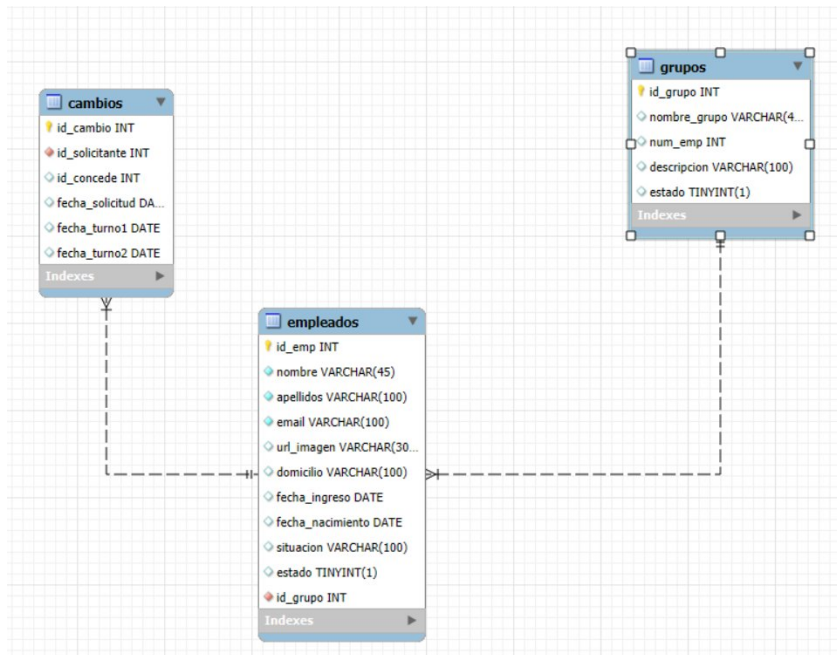 cambios
id_cambio INT
id_solicitante INT
id_concede INT
fecha_solicitud DA...
fecha_turno1 DATE
fecha_turno2 DATE
Indexes
grupos
id_grupo INT
nombre_grupo VARCHAR(4...
num_emp INT
descripcion VARCHAR(100)
estado TINYINT(1)
Indexes
empleados
id_emp INT
nombre VARCHAR(45)
apellidos VARCHAR(100)
email VARCHAR(100)
url_imagen VARCHAR(30...
domicilio VARCHAR(100)
fecha_ingreso DATE
fecha_nacimiento DATE
situacion VARCHAR(100)
estado TINYINT(1)
id_grupo INT
Indexes